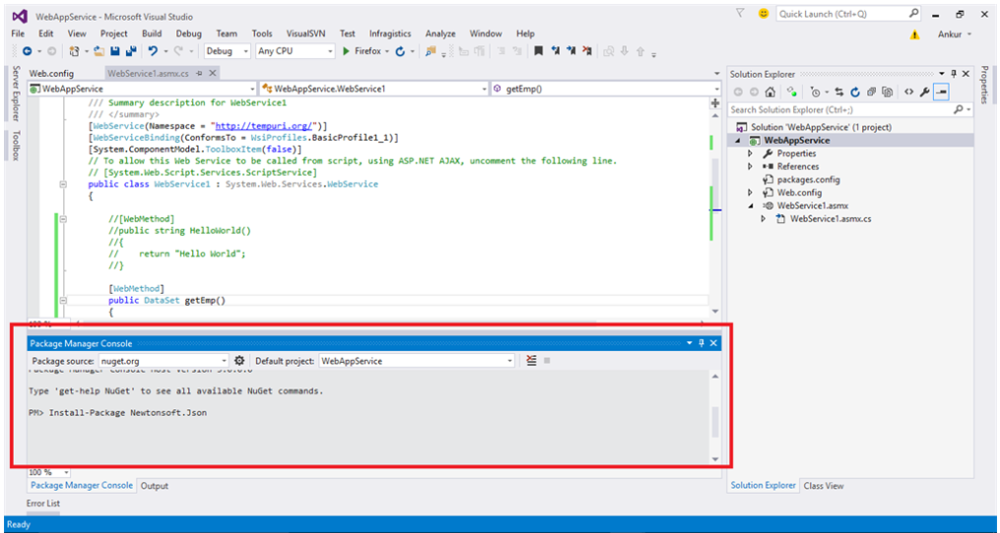 WebAppService - Microsoft Visual Studio
Quick Launch (Ctrl+Q)
File Edit View Project Build Debug Team Tools VisualSVN Test Infragistics Analyze Window Help
Ankur
Debug Any CPU Firefox
Server Explorer
Toolbox
Web.config WebService1.asmx.cs
WebAppService WebAppService.WebService1 getEmp()
/// Summary description for WebService1
/// </summary>
[WebService(Namespace = "http://tempuri.org/")]
[WebServiceBinding(ConformsTo = WsiProfiles.BasicProfile1_1)]
[System.ComponentModel.ToolboxItem(false)]
// To allow this Web Service to be called from script, using ASP.NET AJAX, uncomment the following line.
// [System.Web.Script.Services.ScriptService]
public class WebService1 : System.Web.Services.WebService
{
//[WebMethod]
//public string HelloWorld()
//{
// return "Hello World";
//}
[WebMethod]
public DataSet getEmp()
{
100 %
Package Manager Console
Package source: nuget.org Default project: WebAppService
Package Manager Console Host Version
Type 'get-help NuGet' to see all available NuGet commands.
PM> Install-Package Newtonsoft.Json
100 %
Package Manager Console Output
Error List
Ready
Solution Explorer
Search Solution Explorer (Ctrl+;)
Solution 'WebAppService' (1 project)
WebAppService
Properties
References
packages.config
Web.config
WebService1.asmx
WebService1.asmx.cs
Solution Explorer Class View
Properties